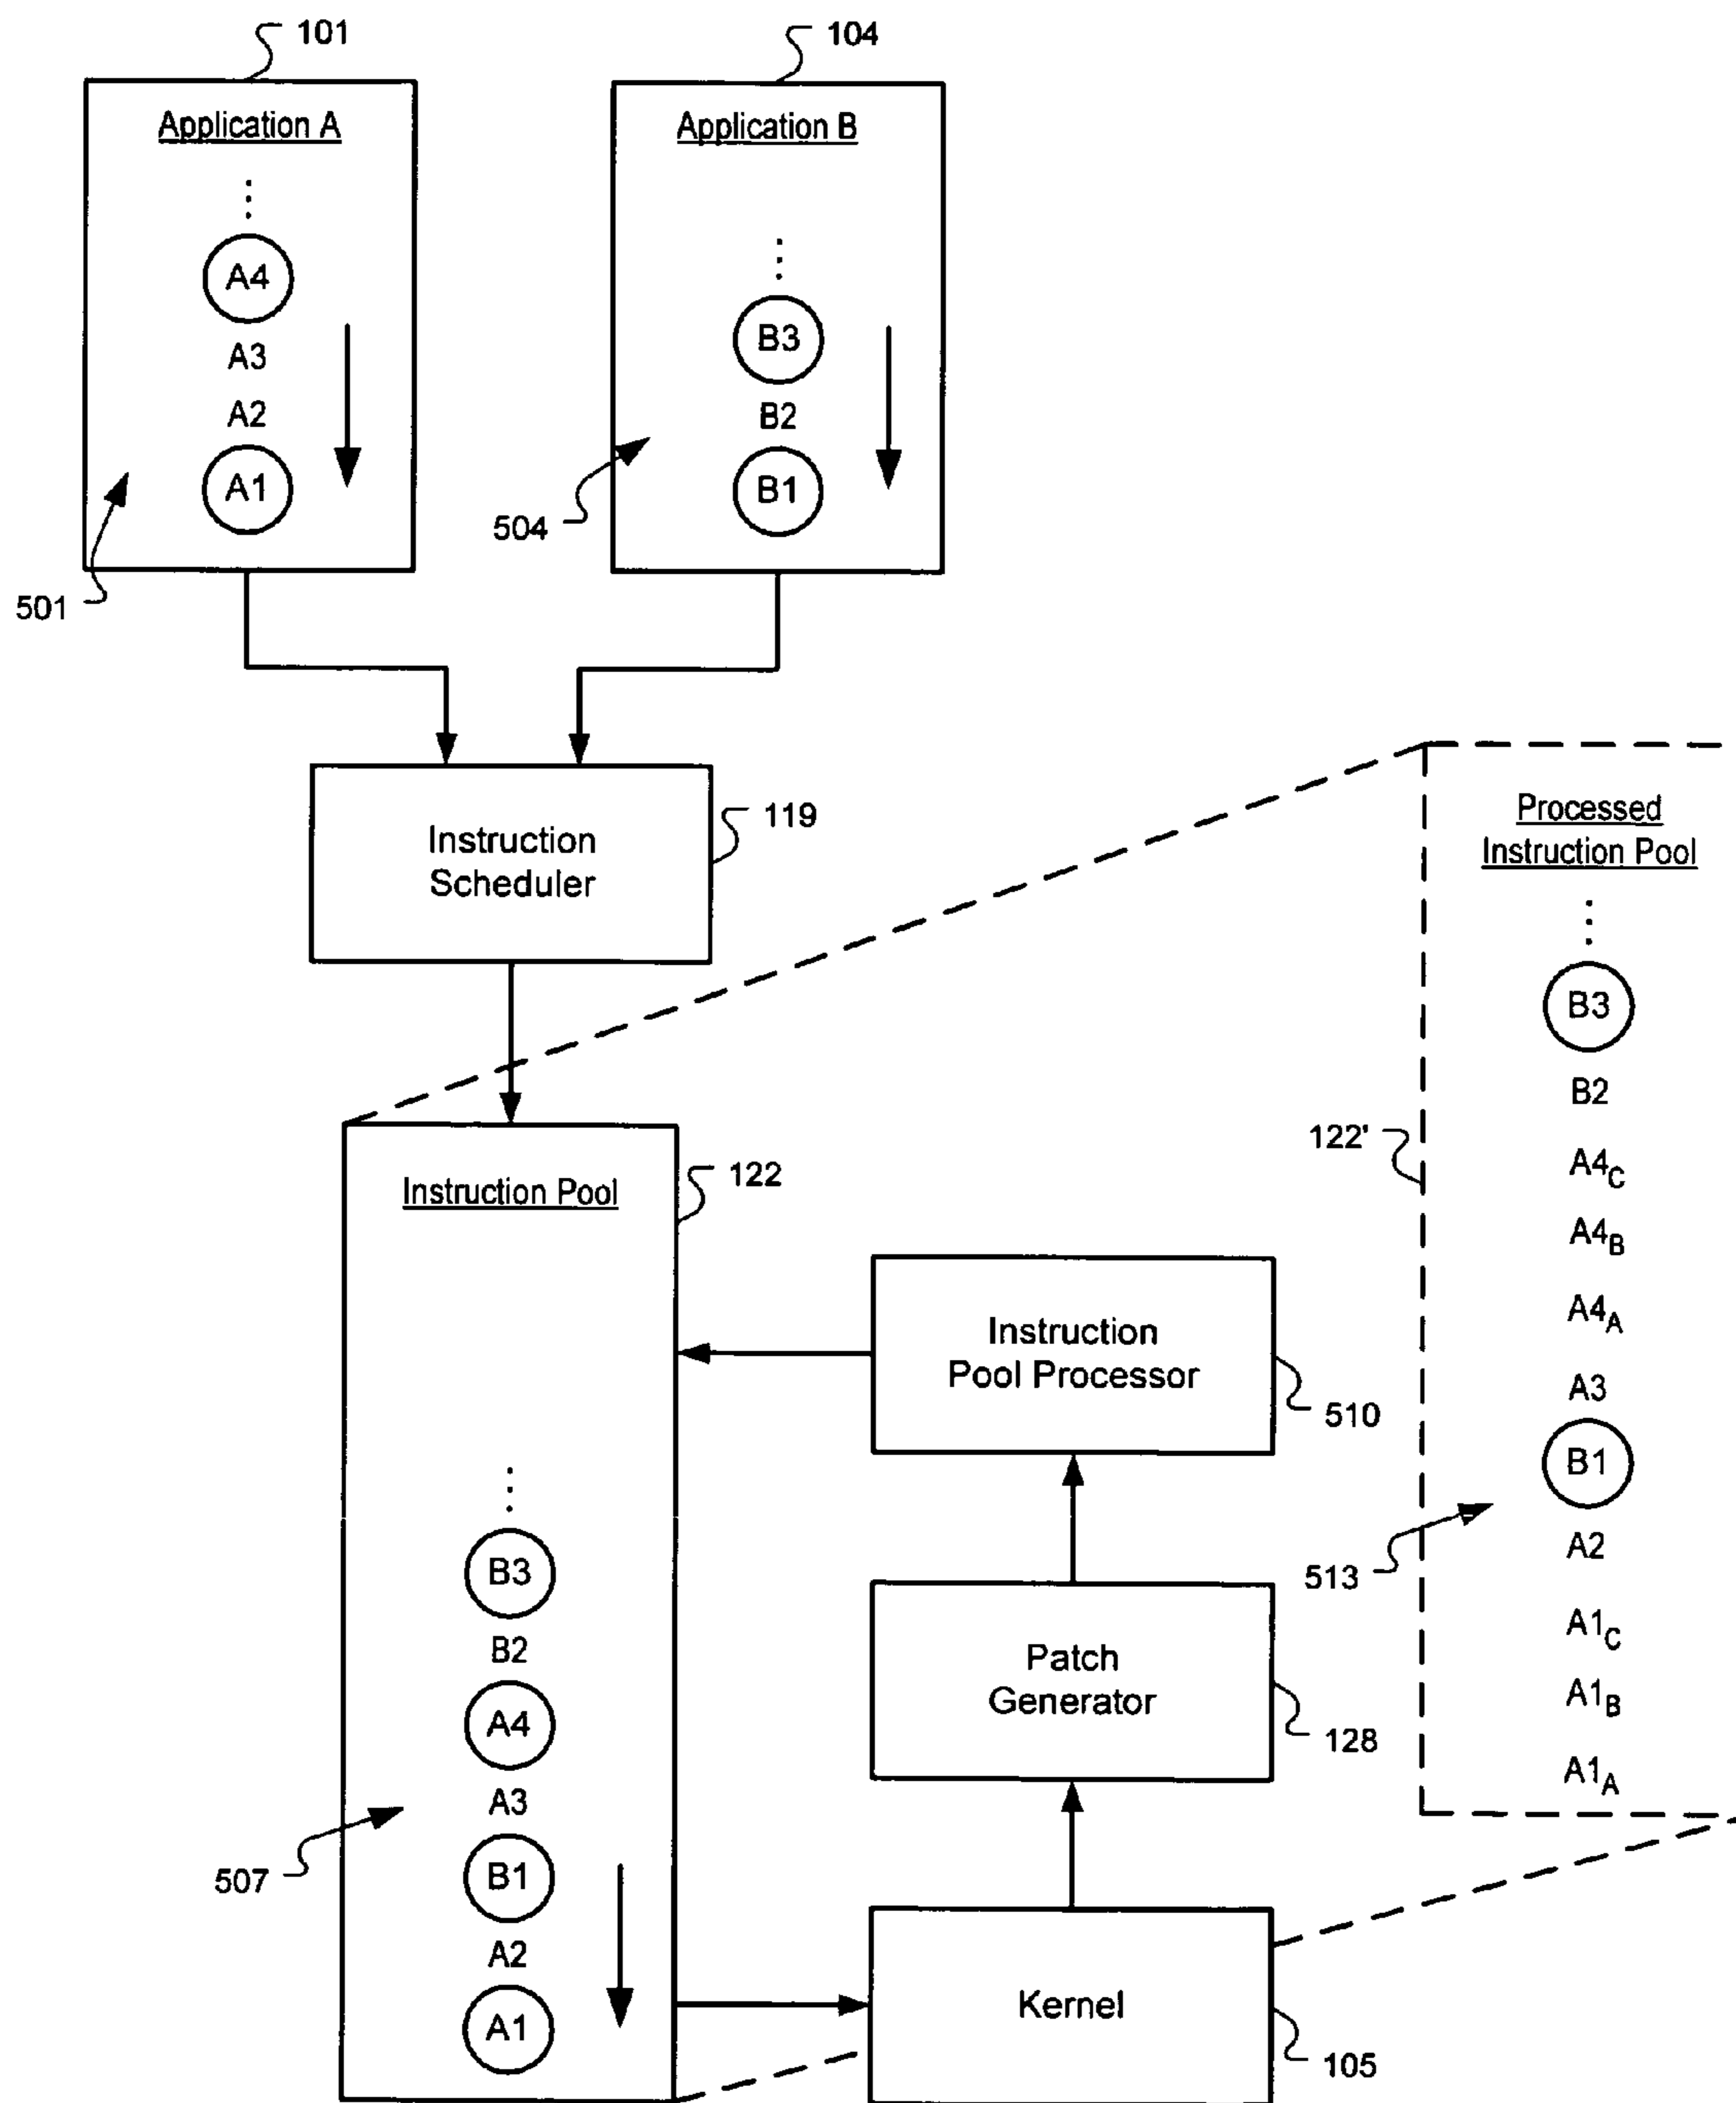 101
104
Application A
Application B
A4
A3
A2
A1
B3
B2
B1
501
504
Instruction
Scheduler
119
Processed
Instruction Pool
B3
B2
A4C
A4B
A4A
A3
B1
A2
A1C
A1B
A1A
122'
513
Instruction Pool
122
B3
B2
A4
A3
B1
A2
A1
507
Instruction
Pool Processor
510
Patch
Generator
128
Kernel
105